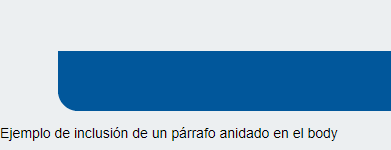 Ejemplo de inclusión de un párrafo anidado en el body